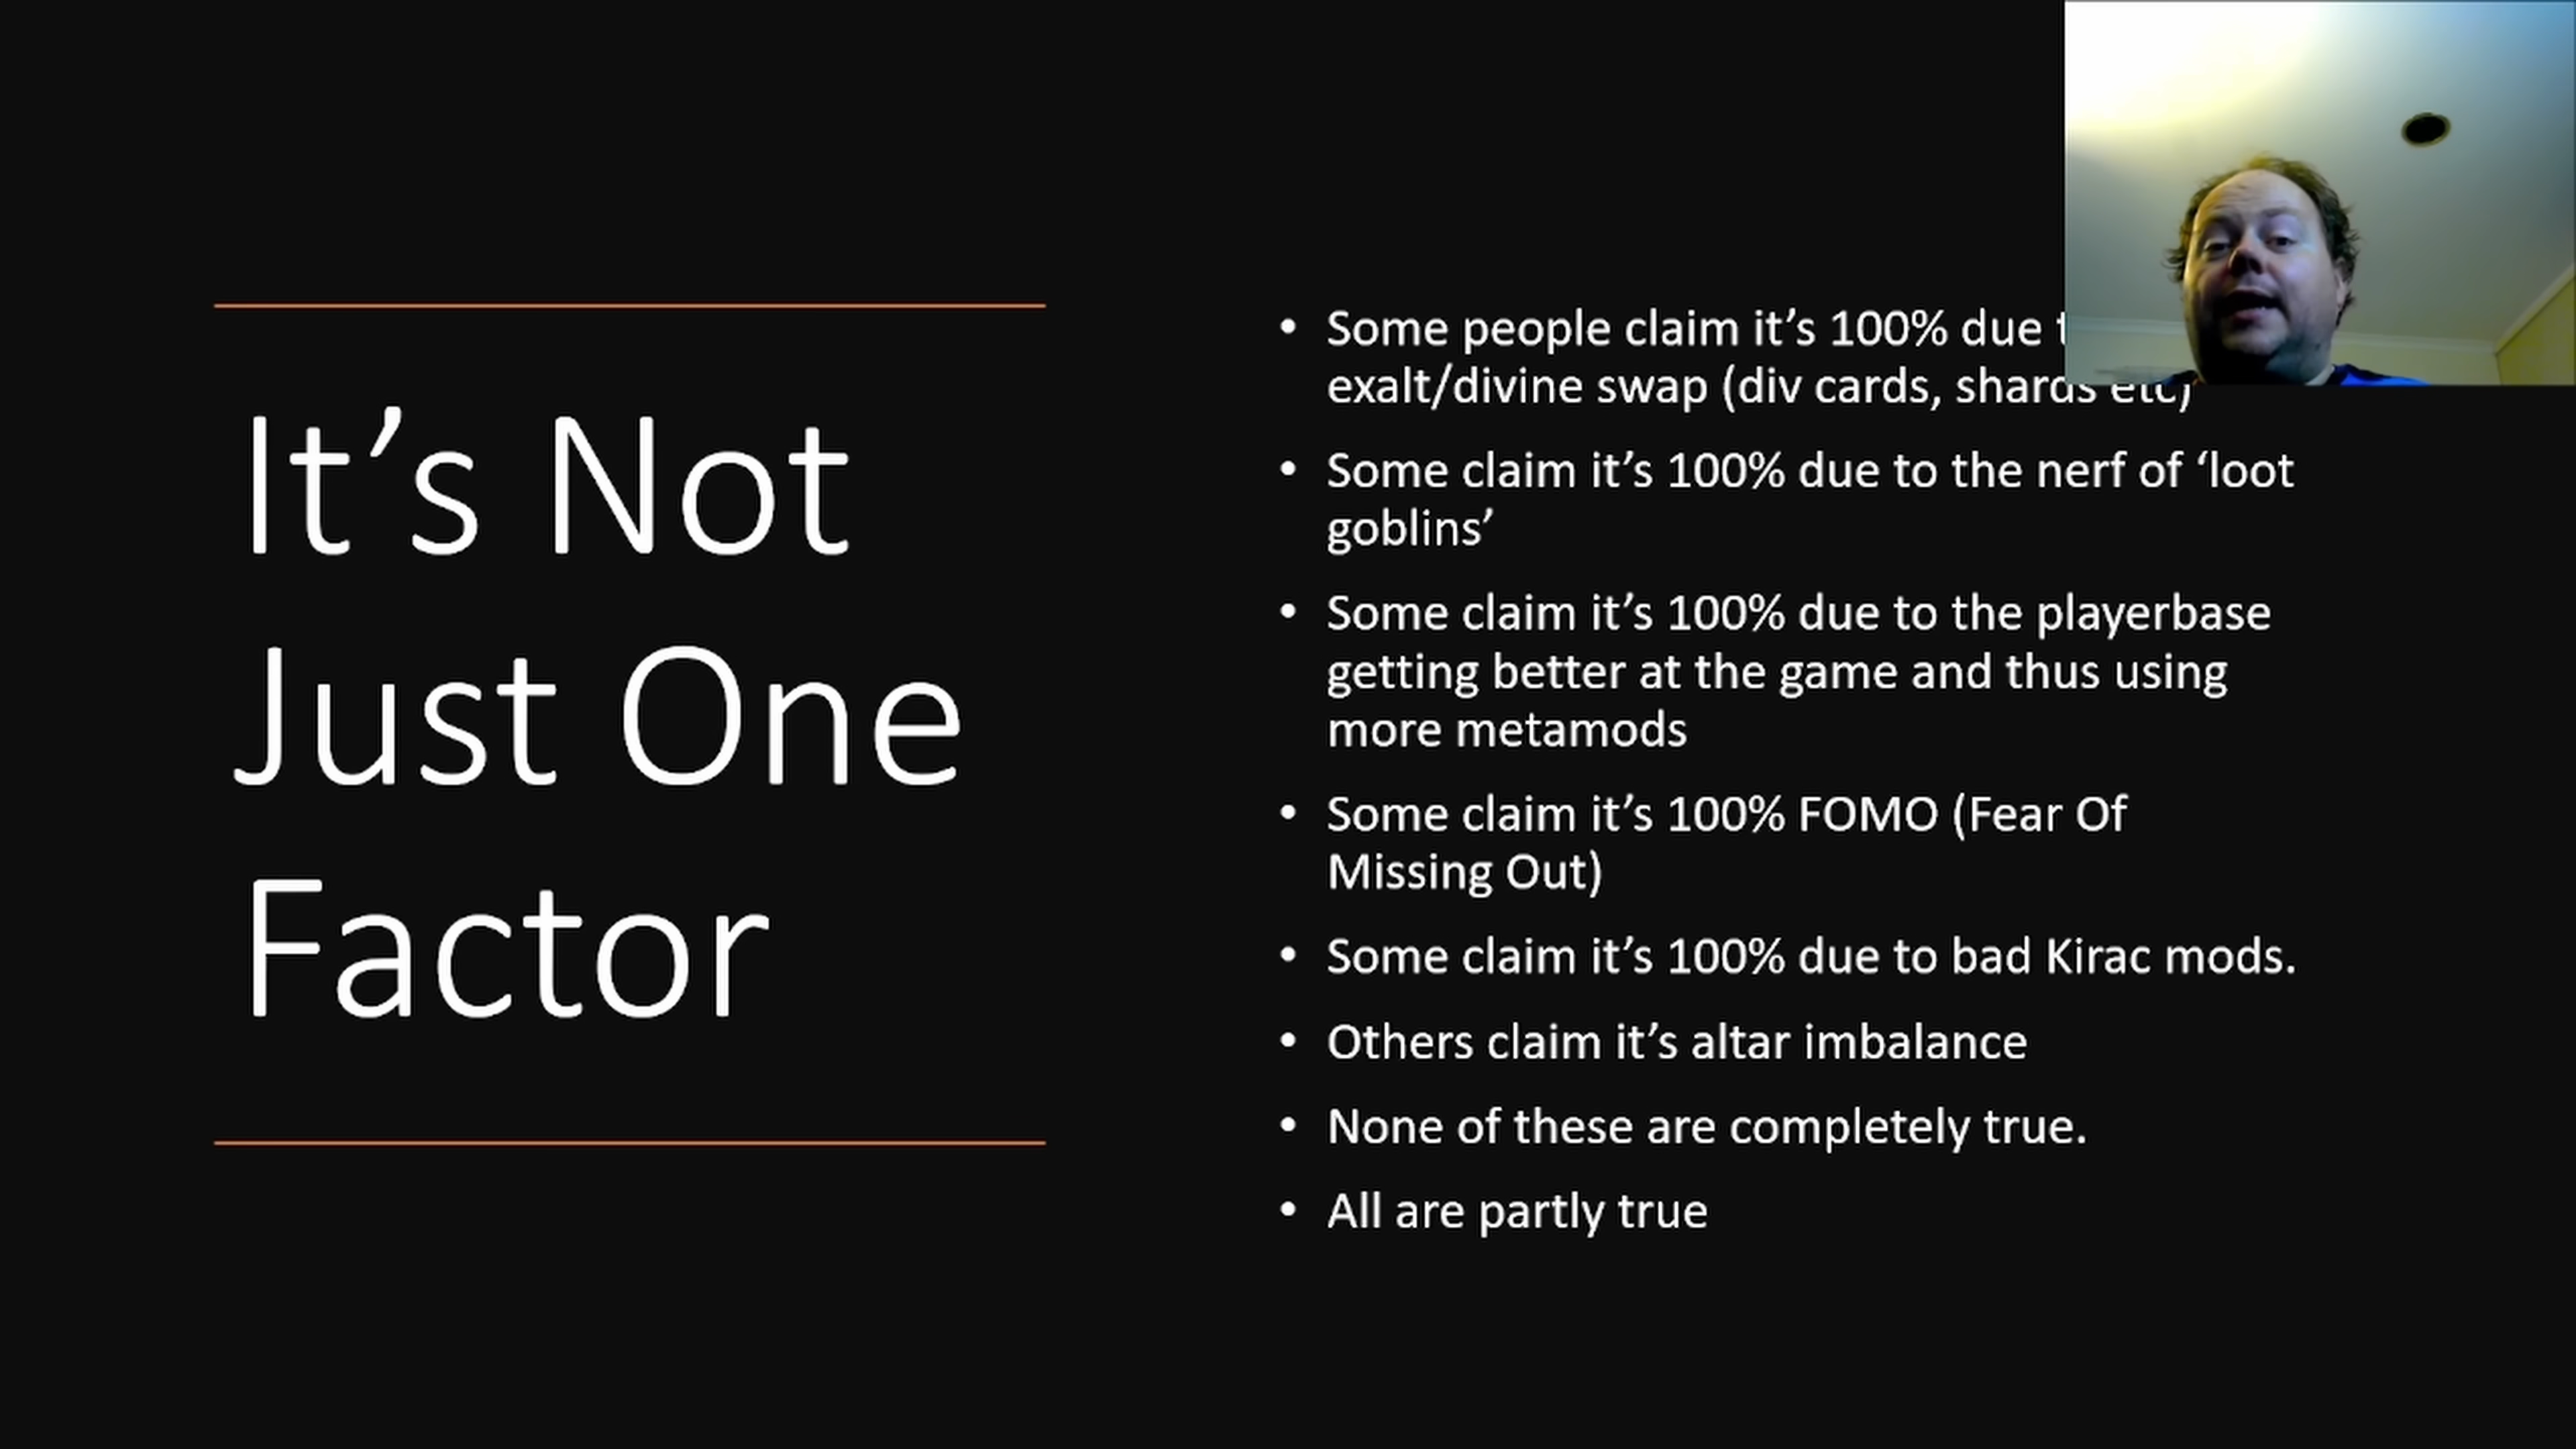 It’s Not
Just One
Factor
• Some people claim it’s 100% due
exalt/divine swap (div cards, shards etc)
• Some claim it’s 100% due to the nerf of ‘loot
goblins’
• Some claim it’s 100% due to the playerbase
getting better at the game and thus using
more metamods
• Some claim it’s 100% FOMO (Fear Of
Missing Out)
• Some claim it’s 100% due to bad Kirac mods.
• Others claim it’s altar imbalance
• None of these are completely true.
• All are partly true